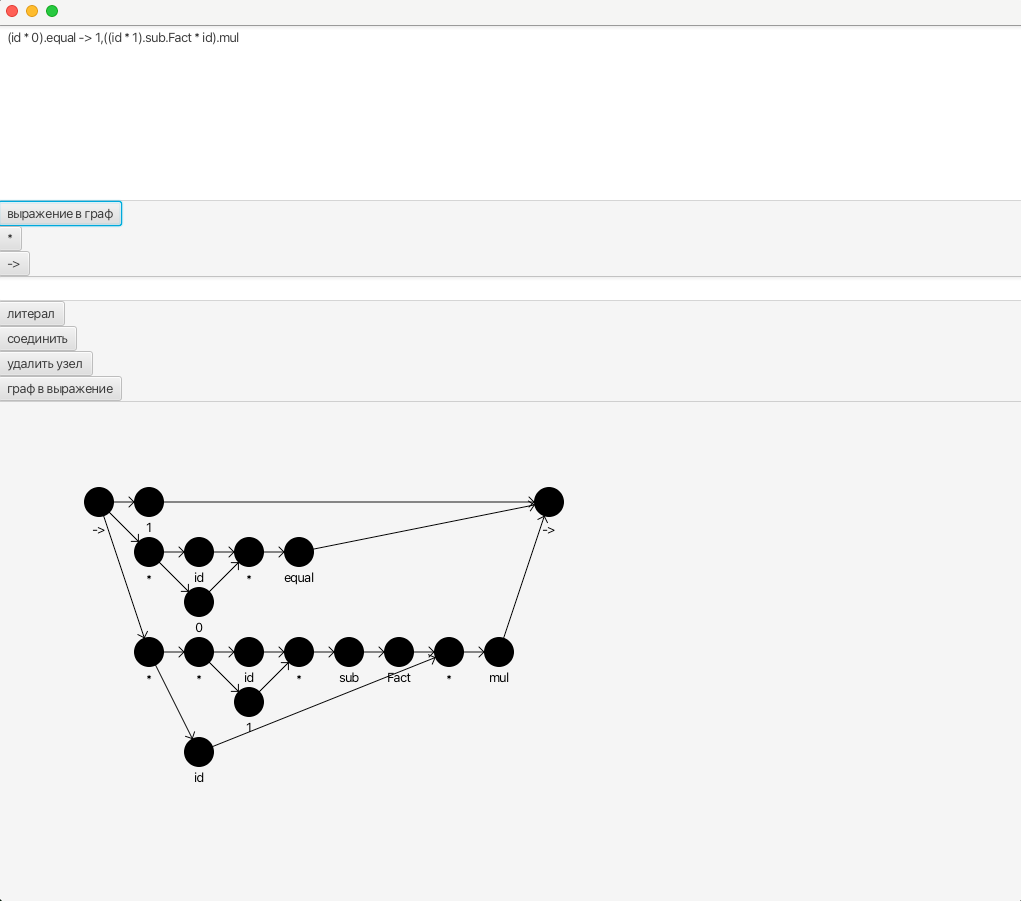 (id * 0).equal -> 1,((id * 1).sub.Fact * id).mul
выражение в граф
*
->
литерал
соединить
удалить узел
граф в выражение
->
1
->
*
id
*
equal
0
*
*
id
*
sub
Fact
*
mul
1
id